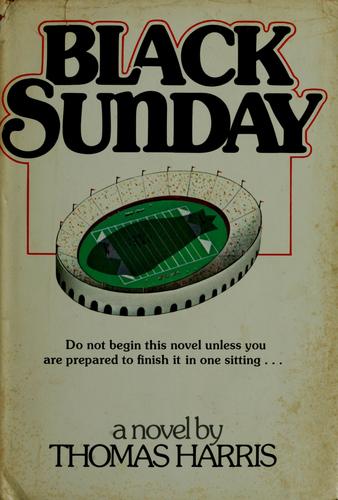 BLACK
SUNDAY
Do not begin this novel unless you
are prepared to finish it in one sitting . . .
a novel by
THOMAS HARRIS